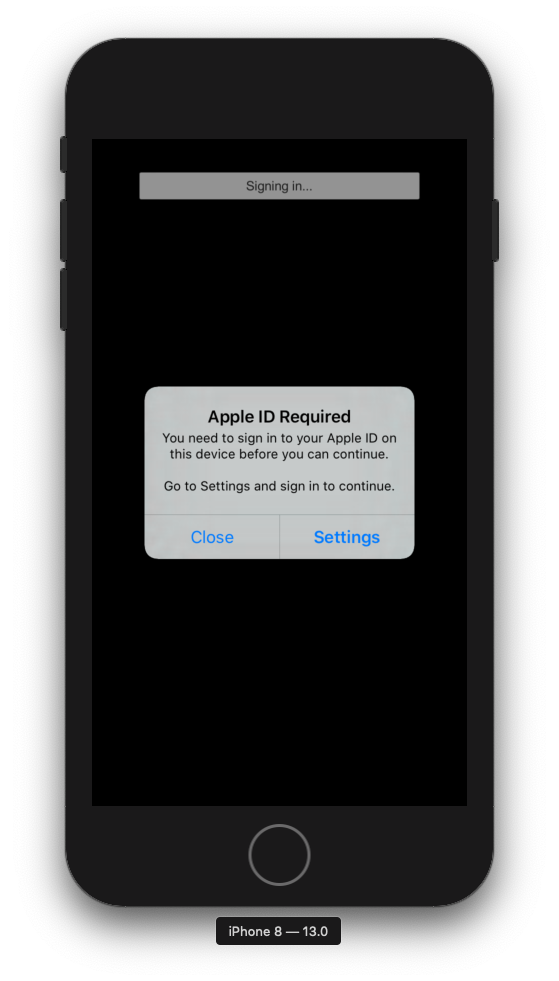 Signing in...
Apple ID Required
You need to sign in to your Apple ID on
this device before you can continue.
Go to Settings and sign in to continue.
Close
Settings
iPhone 8 — 13.0